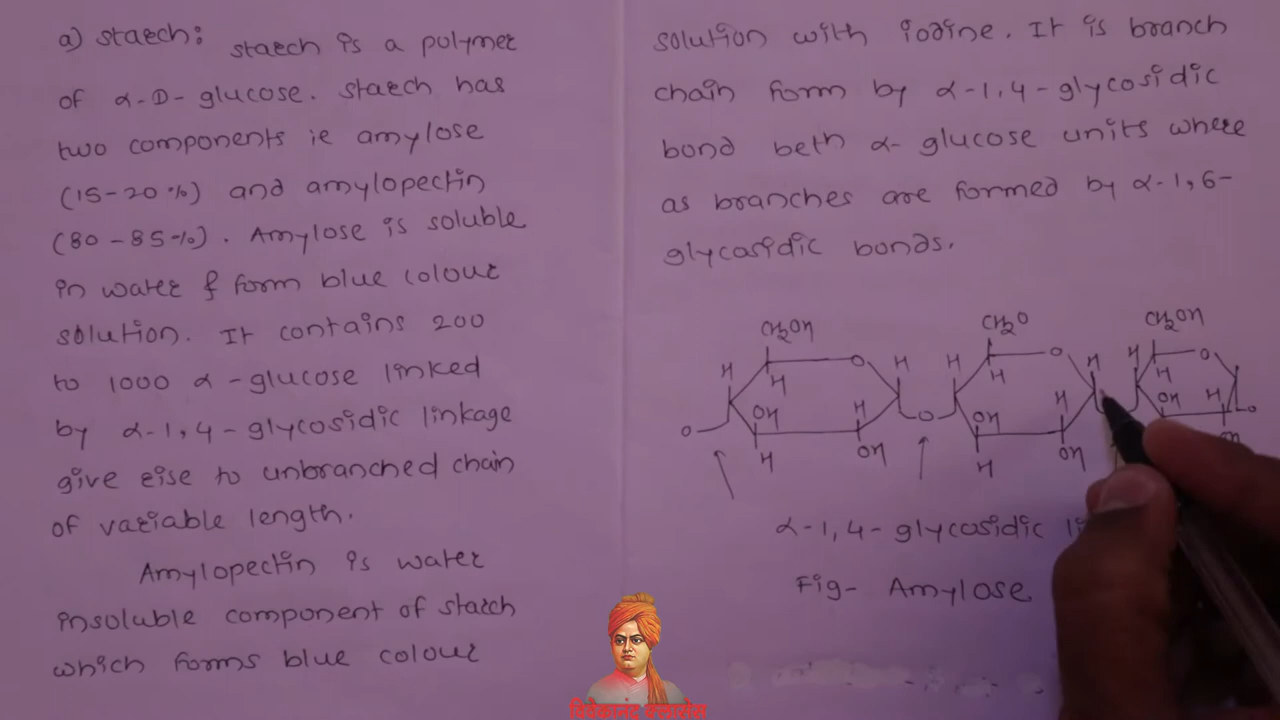 a) starch: starch is a polymer
of α-D-glucose. starch has
two components ie amylose
(15-20%) and amylopectin
(80-85%). Amylose is soluble
in water & form blue colour
solution. It contains 200
to 1000 α-glucose linked
by α-1,4-glycosidic linkage
give rise to unbranched chain
of variable length.
Amylopectin is water
insoluble component of starch
which forms blue colour
solution with iodine. It is branch
chain form by α-1,4-glycosidic
bond beth α-glucose units where
as branches are formed by α-1,6-
glycosidic bonds.
CH2OH CH2O CH2OH
H O H H O H H O
H H H
O OH H O OH H OH H O
H OH H OH
α-1,4-glycosidic
Fig- Amylose
विवेकानंद क्लासेस